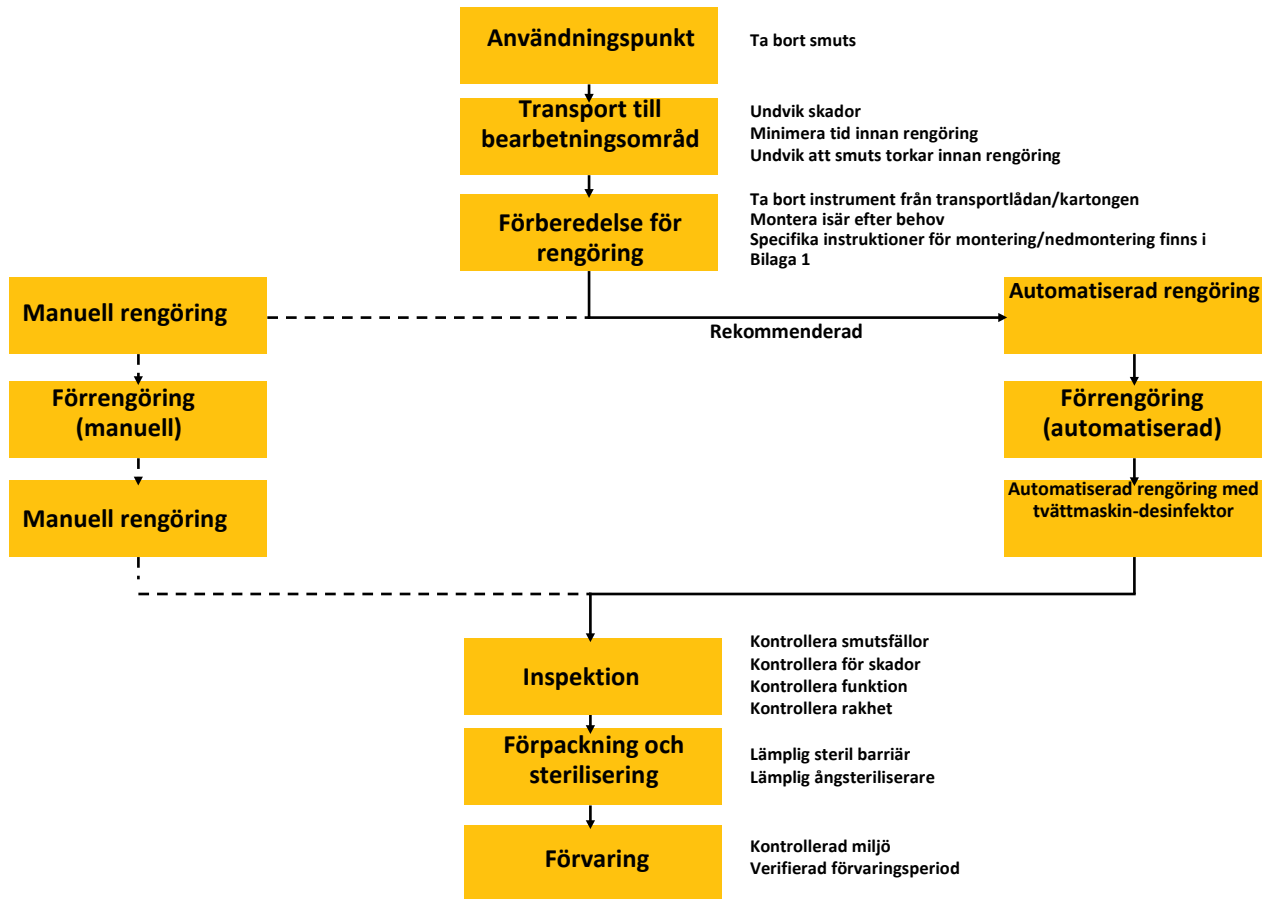 Användningspunkt
Ta bort smuts
Transport till
bearbetningsområd
Undvik skador
Minimera tid innan rengöring
Undvik att smuts torkar innan rengöring
Förberedelse för
rengöring
Ta bort instrument från transportlådan/kartongen
Montera isär efter behov
Specifika instruktioner för montering/nedmontering finns i
Bilaga 1
Manuell rengöring
Rekommenderad
Automatiserad rengöring
Förrengöring
(manuell)
Förrengöring
(automatiserad)
Manuell rengöring
Automatiserad rengöring med
tvättmaskin-desinfektor
Inspektion
Kontrollera smutsfällor
Kontrollera för skador
Kontrollera funktion
Kontrollera rakhet
Förpackning och
sterilisering
Lämplig steril barriär
Lämplig ångsteriliserare
Förvaring
Kontrollerad miljö
Verifierad förvaringsperiod